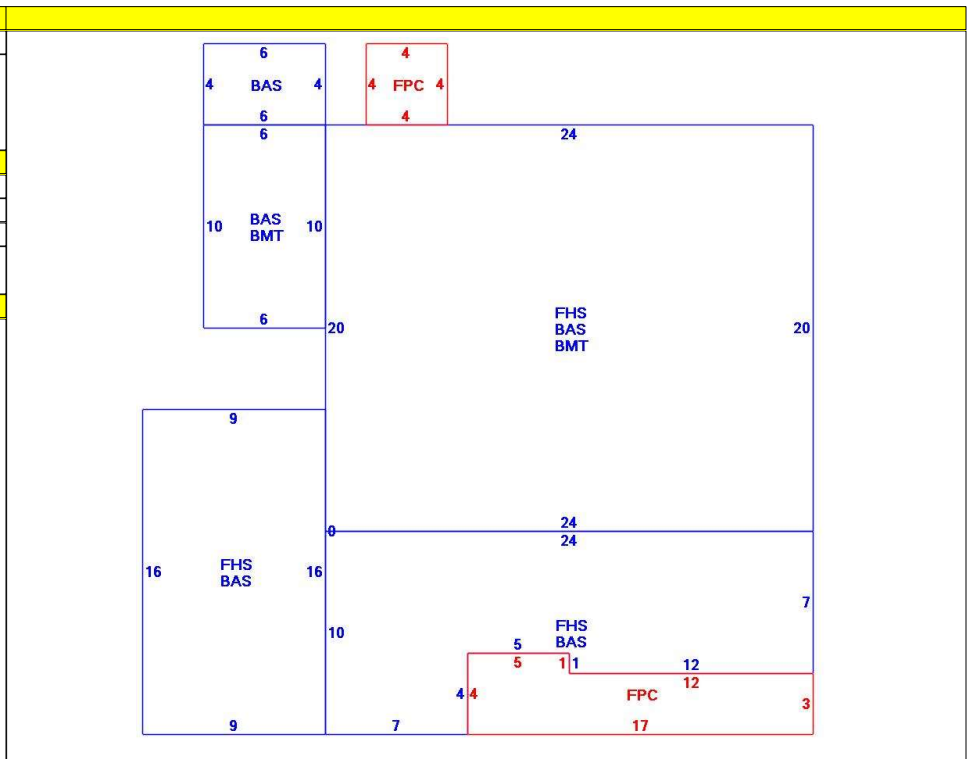 6 4
4 BAS 4 4 FPC 4
6 4
6 24
10 BAS 10
BMT
6 20 FHS 20
BAS
BMT
9
24
0
24
16 FHS 16
BAS
7
10 FHS
5 BAS
5 1 1 12
12
4 4 FPC 3
9 7 17